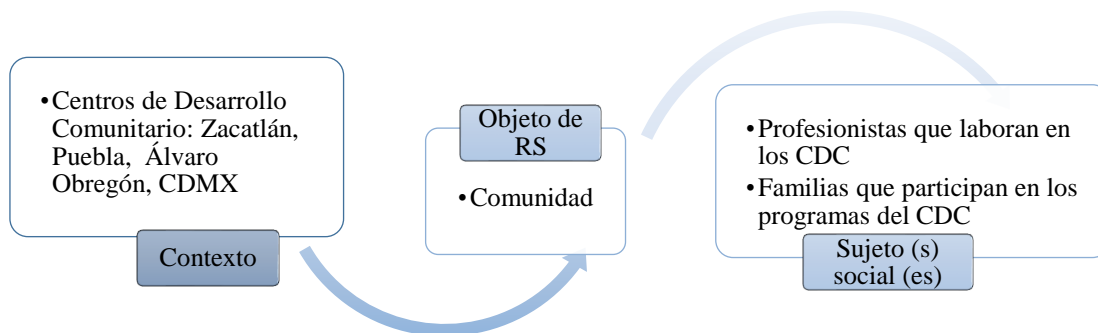 •Centros de Desarrollo
Comunitario: Zacatlán,
Puebla, Álvaro
Obregón, CDMX
Contexto
Objeto de
RS
•Comunidad
•Profesionistas que laboran en
los CDC
•Familias que participan en los
programas del CDC
Sujeto (s)
social (es)